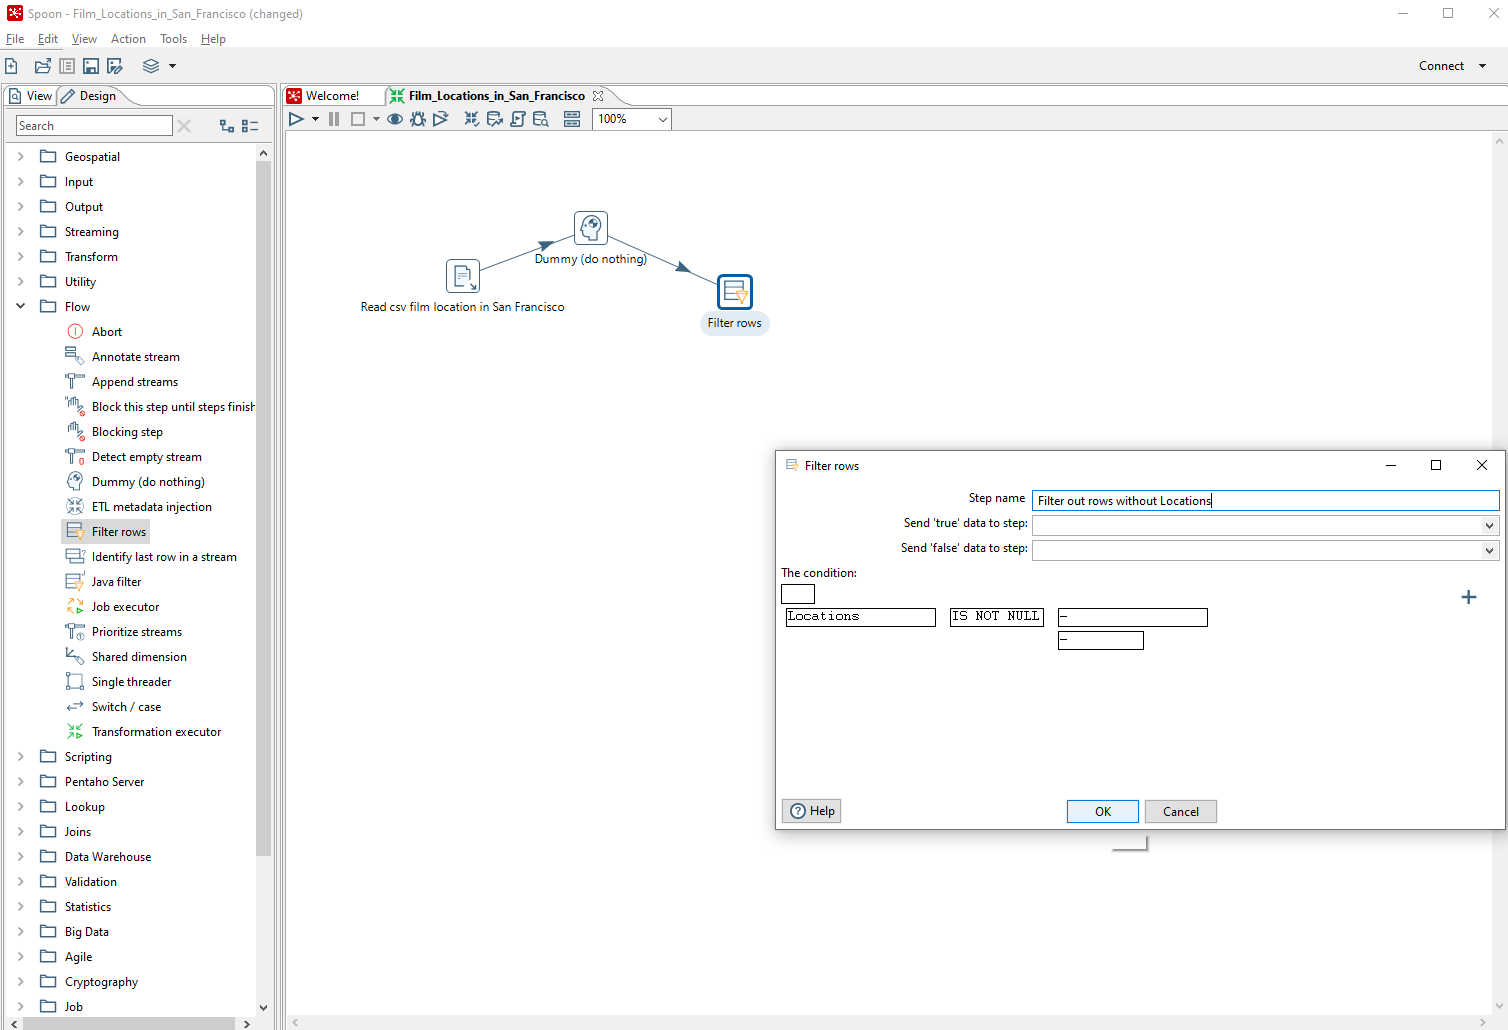 Spoon - Film_Locations_in_San_Francisco (changed)
File Edit View Action Tools Help
Connect
View Design
Welcome! Film_Locations_in_San_Francisco
Search
100%
Geospatial
Input
Output
Streaming
Transform
Utility
Flow
Abort
Annotate stream
Append streams
Block this step until steps finish
Blocking step
Detect empty stream
Dummy (do nothing)
ETL metadata injection
Filter rows
Identify last row in a stream
Java filter
Job executor
Prioritize streams
Shared dimension
Single threader
Switch / case
Transformation executor
Scripting
Pentaho Server
Lookup
Joins
Data Warehouse
Validation
Statistics
Big Data
Agile
Cryptography
Job
Dummy (do nothing)
Read csv film location in San Francisco
Filter rows
Filter rows
Step name Filter out rows without Locations
Send 'true' data to step:
Send 'false' data to step:
The condition:
Locations IS NOT NULL -
-
Help OK Cancel